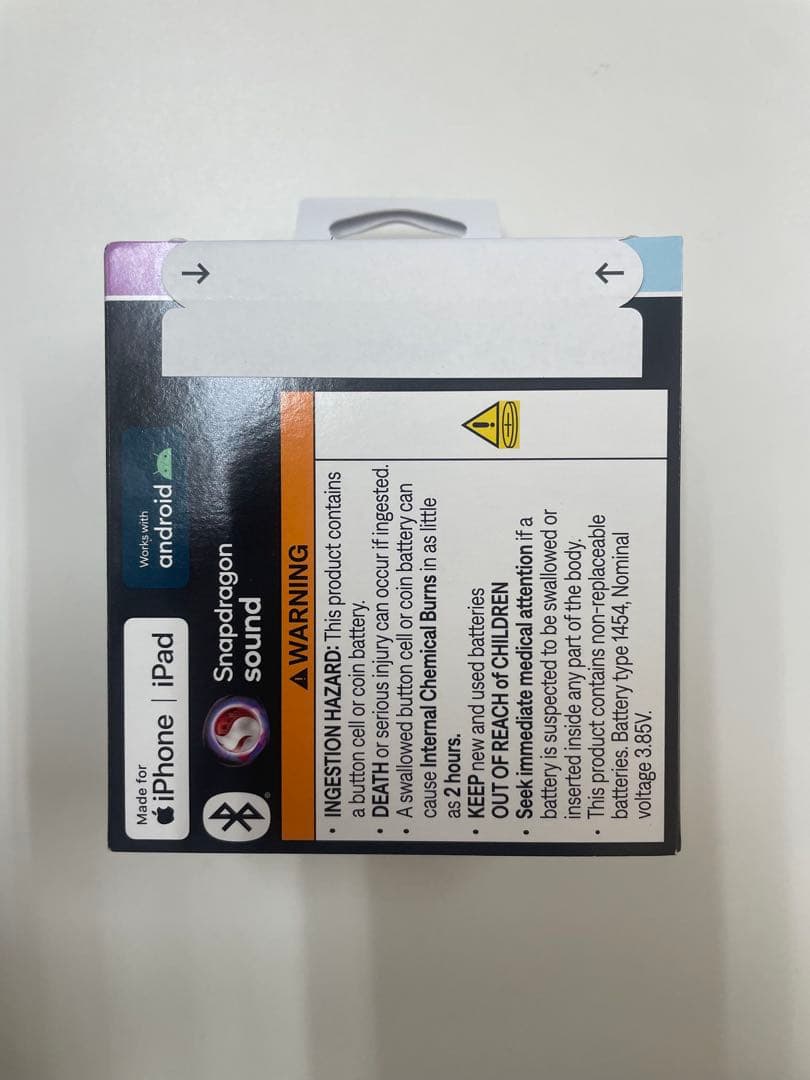 Made for
iPhone | iPad
Works with
android
Snapdragon
sound
WARNING
• INGESTION HAZARD: This product contains
a button cell or coin battery.
• DEATH or serious injury can occur if ingested.
• A swallowed button cell or coin battery can
cause Internal Chemical Burns in as little
as 2 hours.
• KEEP new and used batteries
OUT OF REACH of CHILDREN
• Seek immediate medical attention if a
battery is suspected to be swallowed or
inserted inside any part of the body.
• This product contains non-replaceable
batteries. Battery type 1454, Nominal
voltage 3.85V.